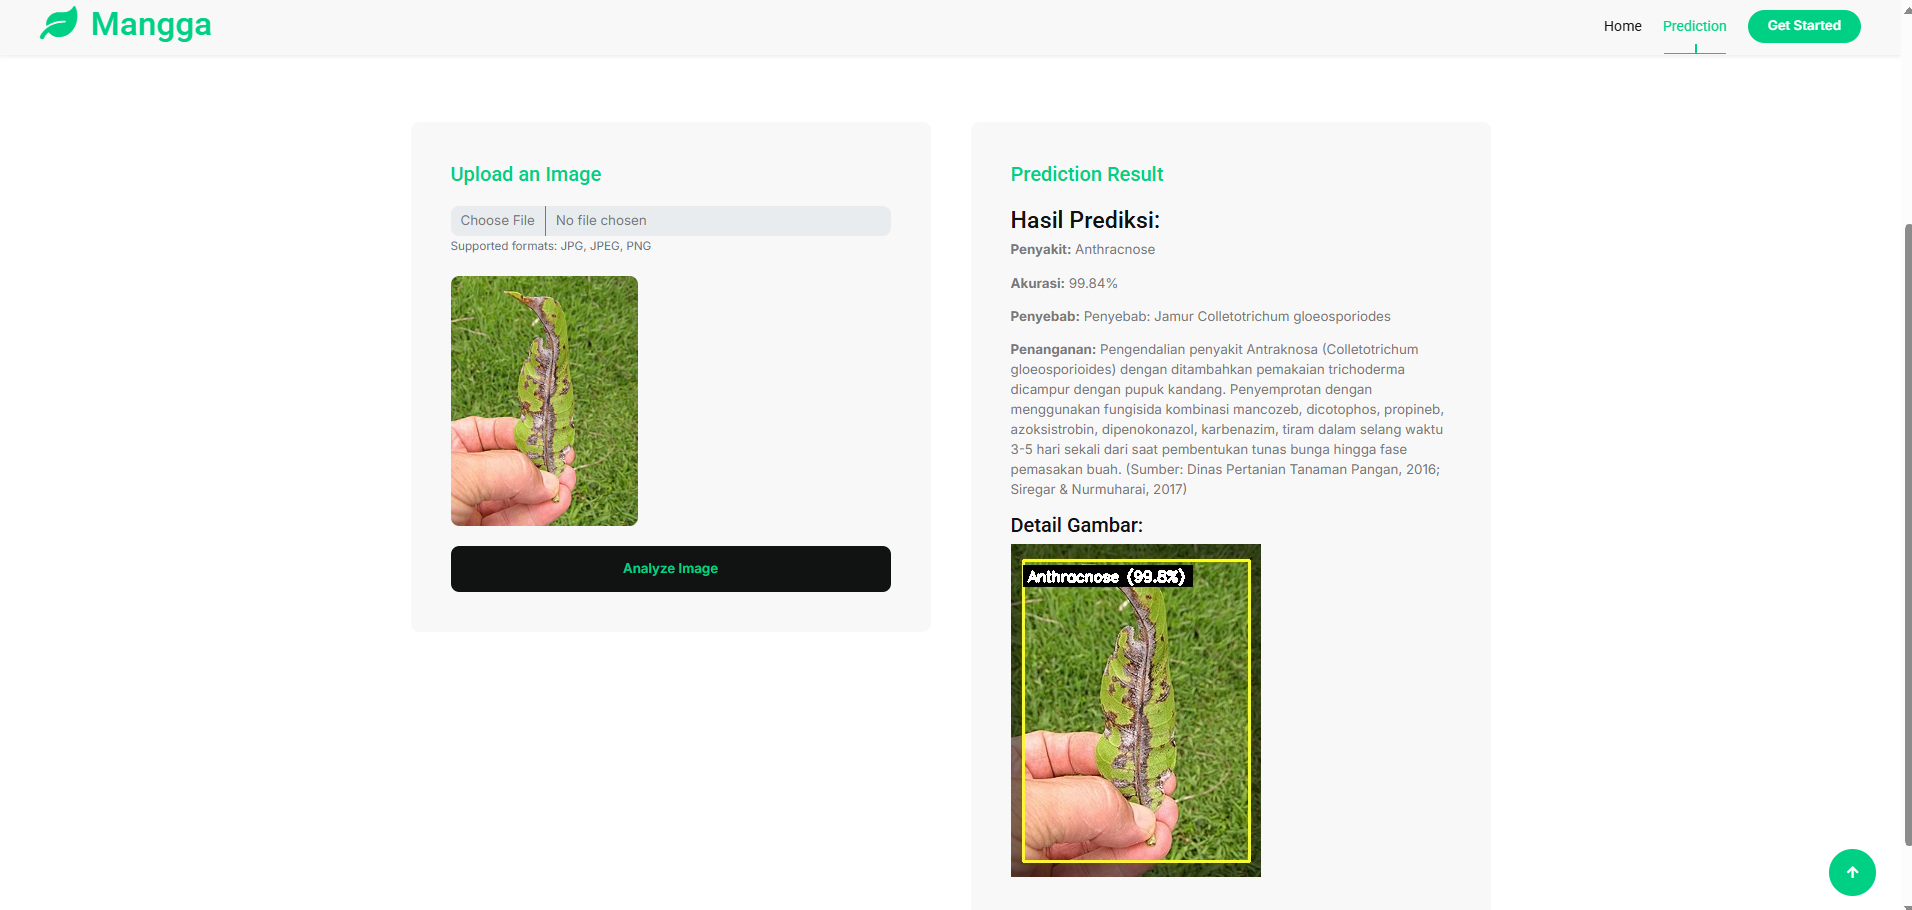 Mangga
Home
Prediction
Get Started
Upload an Image
Choose File
No file chosen
Supported formats: JPG, JPEG, PNG
Analyze Image
Prediction Result
Hasil Prediksi:
Penyakit: Anthracnose
Akurasi: 99.84%
Penyebab: Penyebab: Jamur Colletotrichum gloeosporiodes
Penanganan: Pengendalian penyakit Antraknosa (Colletotrichum
gloeosporioides) dengan ditambahkan pemakaian trichoderma
dicampur dengan pupuk kandang. Penyemprotan dengan
menggunakan fungisida kombinasi mancozeb, dicotophos, propineb,
azoksistrobin, dipenokonazol, karbenazim, tiram dalam selang waktu
3-5 hari sekali dari saat pembentukan tunas bunga hingga fase
pemasakan buah. (Sumber: Dinas Pertanian Tanaman Pangan, 2016;
Siregar & Nurmuharai, 2017)
Detail Gambar:
Anthracnose (99.8%)